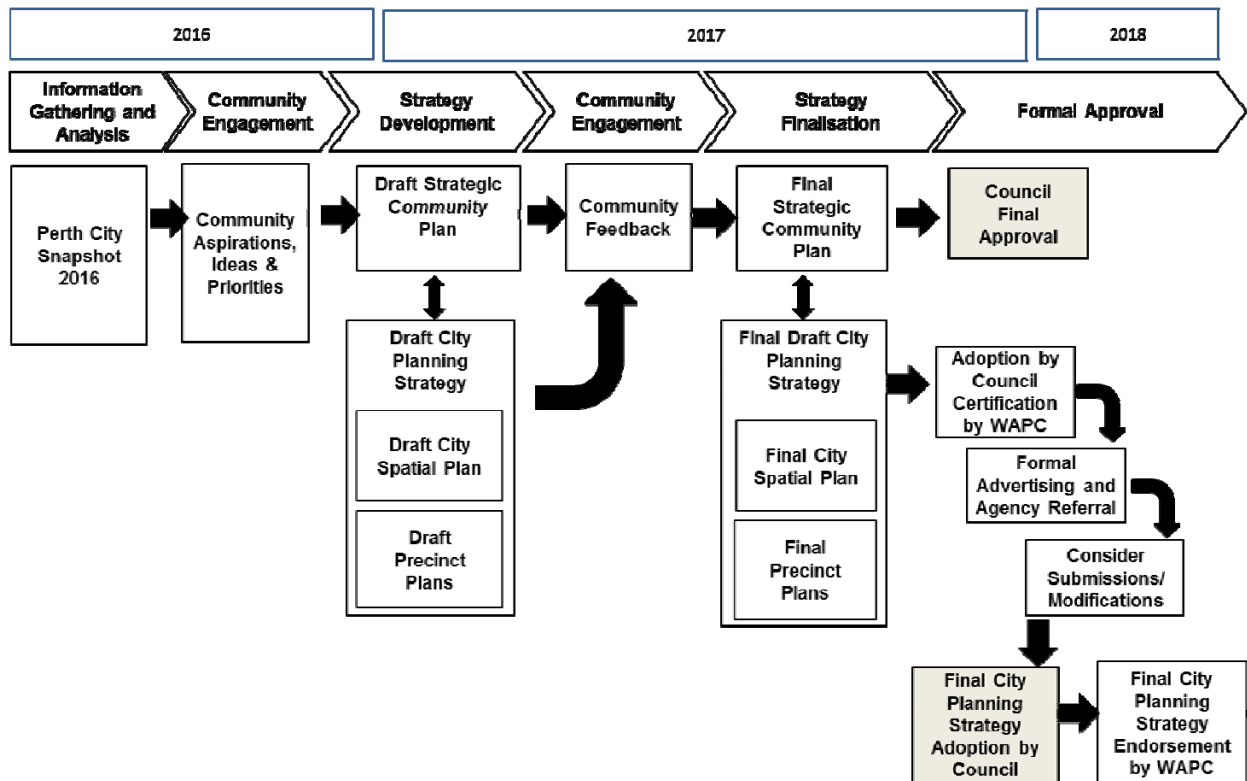 2016
2017
2018
Information
Gathering and
Analysis
Community
Engagement
Strategy
Development
Community
Engagement
Strategy
Finalisation
Formal Approval
Perth City
Snapshot
2016
Community
Aspirations,
Ideas &
Priorities
Draft Strategic
Community
Plan
Community
Feedback
Final
Strategic
Community
Plan
Council
Final
Approval
Draft City
Planning
Strategy
Draft City
Spatial Plan
Draft
Precinct
Plans
Final Draft City
Planning
Strategy
Final City
Spatial Plan
Final
Precinct
Plans
Adoption by
Council
Certification
by WAPC
Formal
Advertising and
Agency Referral
Consider
Submissions/
Modifications
Final City
Planning
Strategy
Adoption by
Council
Final City
Planning
Strategy
Endorsement
by WAPC